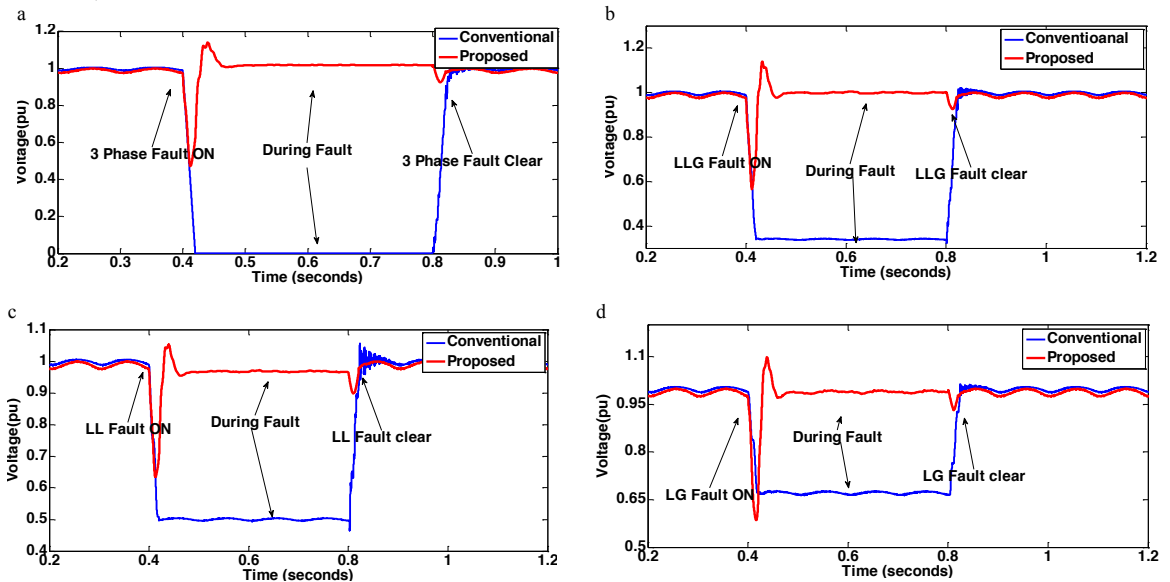 a
1.2
1
0.8
0.6
0.4
0.2
0
Voltage(pu)
Conventional
Proposed
3 Phase Fault ON
During Fault
3 Phase Fault Clear
0.2 0.3 0.4 0.5 0.6 0.7 0.8 0.9 1
Time (seconds)
b
1.2
1
0.8
0.6
0.4
Voltage(pu)
Conventioanal
Proposed
LLG Fault ON
During Fault
LLG Fault clear
0.2 0.4 0.6 0.8 1 1.2
Time (seconds)
c
1.1
1
0.9
0.8
0.7
0.6
0.5
0.4
Voltage(pu)
Conventional
Proposed
LL Fault ON
During Fault
LL Fault clear
0.2 0.4 0.6 0.8 1 1.2
Time (seconds)
d
1.1
0.95
0.8
0.65
0.5
Voltage(pu)
Conventional
Proposed
LG Fault ON
During Fault
LG Fault clear
0.2 0.4 0.6 0.8 1 1.2
Time (seconds)